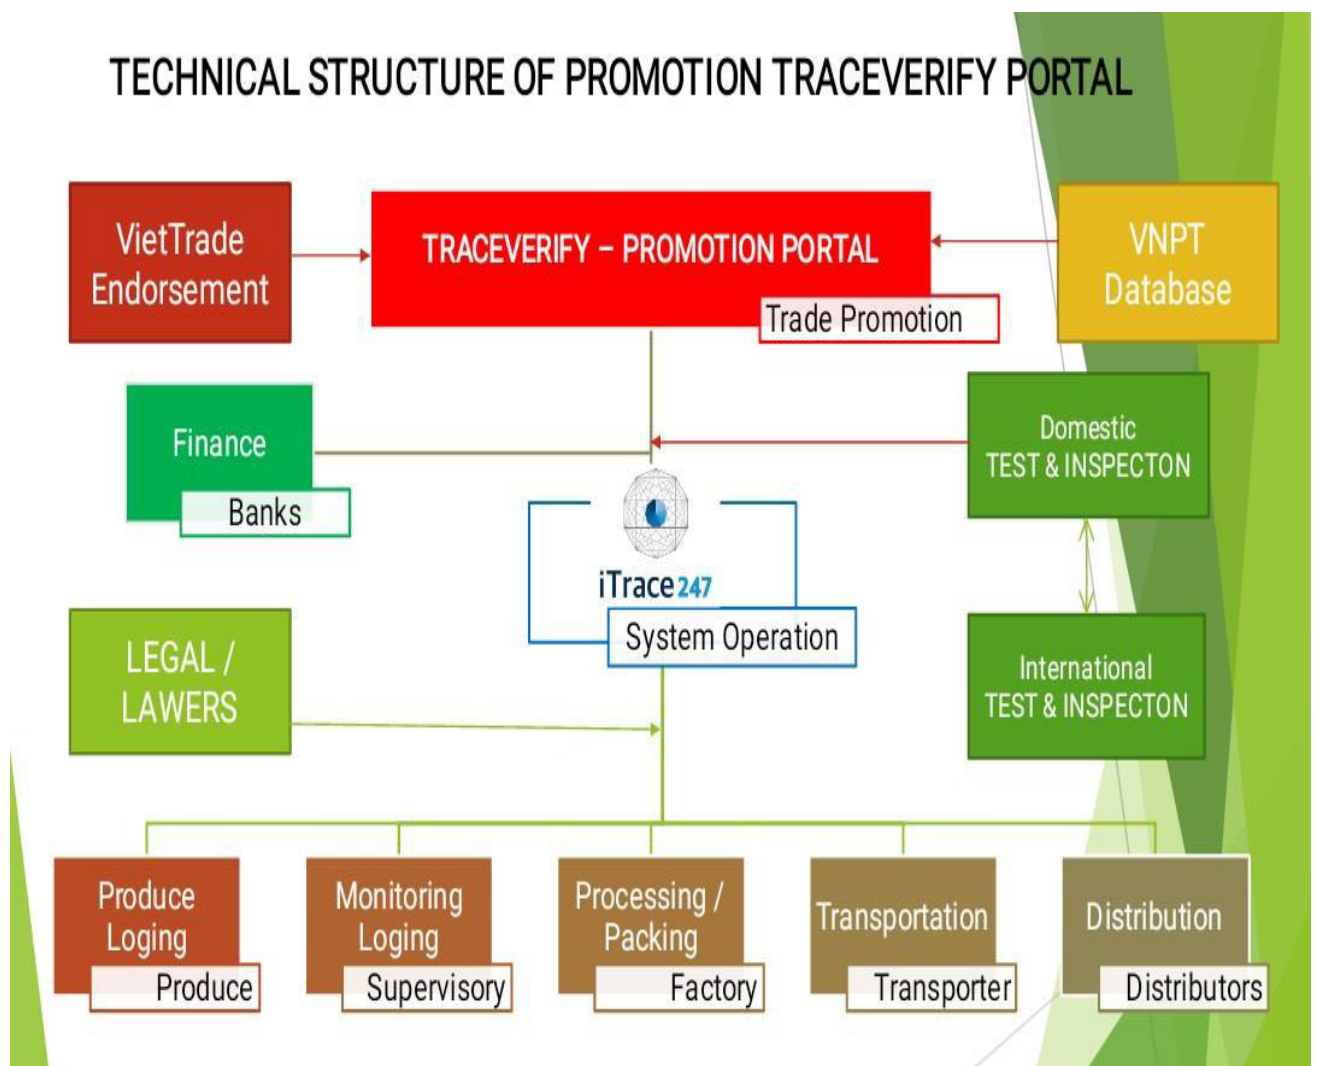 TECHNICAL STRUCTURE OF PROMOTION TRACEVERIFY PORTAL
VietTrade
Endorsement
TRACEVERIFY – PROMOTION PORTAL
Trade Promotion
VNPT
Database
Finance
Banks
Domestic
TEST & INSPECTON
iTrace247
System Operation
LEGAL /
LAWERS
International
TEST & INSPECTON
Produce
Loging
Produce
Monitoring
Loging
Supervisory
Processing /
Packing
Factory
Transportation
Transporter
Distribution
Distributors